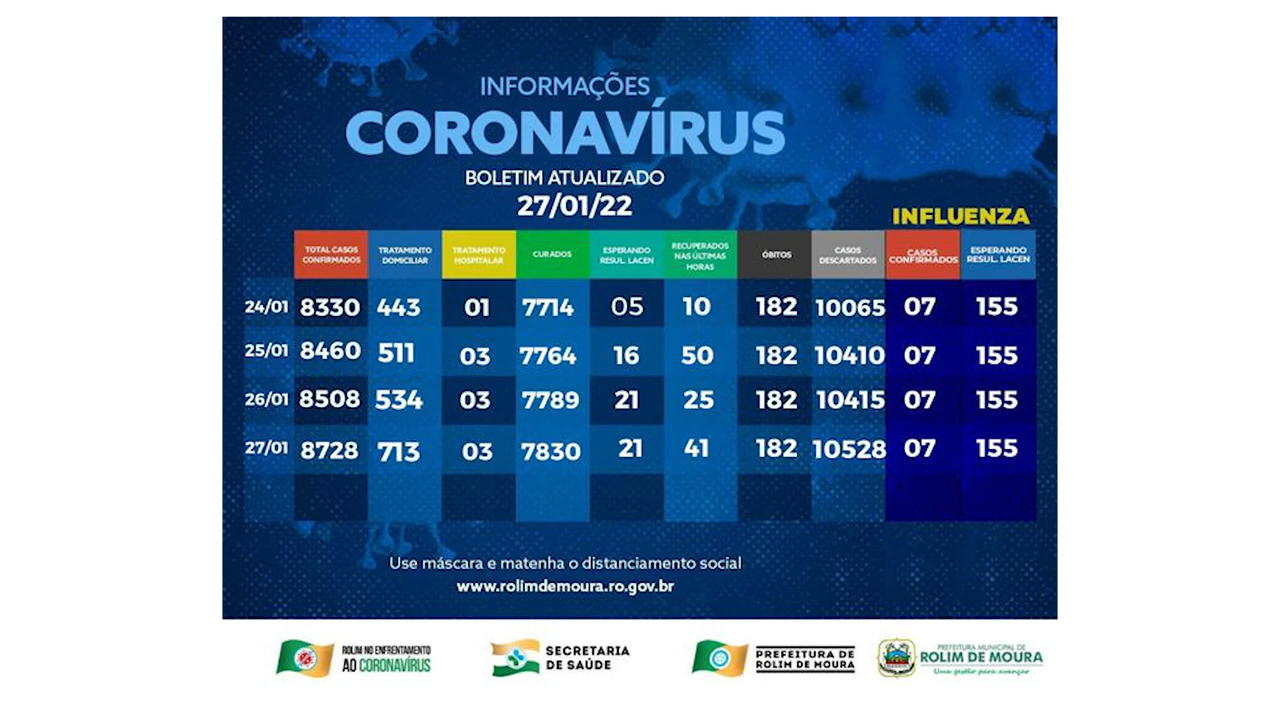 INFORMAÇÕES
CORONAVÍRUS
BOLETIM ATUALIZADO
27/01/22
INFLUENZA
TOTAL CASOS CONFIRMADOS
TRATAMENTO DOMICILIAR
TRATAMENTO HOSPITALAR
CURADOS
ESPERANDO RESUL. LACEN
RECUPERADOS NAS ÚLTIMAS HORAS
ÓBITOS
CASOS DESCARTADOS
CASOS CONFIRMADOS
ESPERANDO RESUL. LACEN
24/01 8330 443 01 7714 05 10 182 10065 07 155
25/01 8460 511 03 7764 16 50 182 10410 07 155
26/01 8508 534 03 7789 21 25 182 10415 07 155
27/01 8728 713 03 7830 21 41 182 10528 07 155
Use máscara e matenha o distanciamento social
www.rolimdemoura.ro.gov.br
ROLIM NO ENFRENTAMENTO
AO CORONAVÍRUS
SECRETARIA
DE SAÚDE
PREFEITURA DE
ROLIM DE MOURA
PREFEITURA MUNICIPAL DE
ROLIM DE MOURA
Uma gestão para avançar